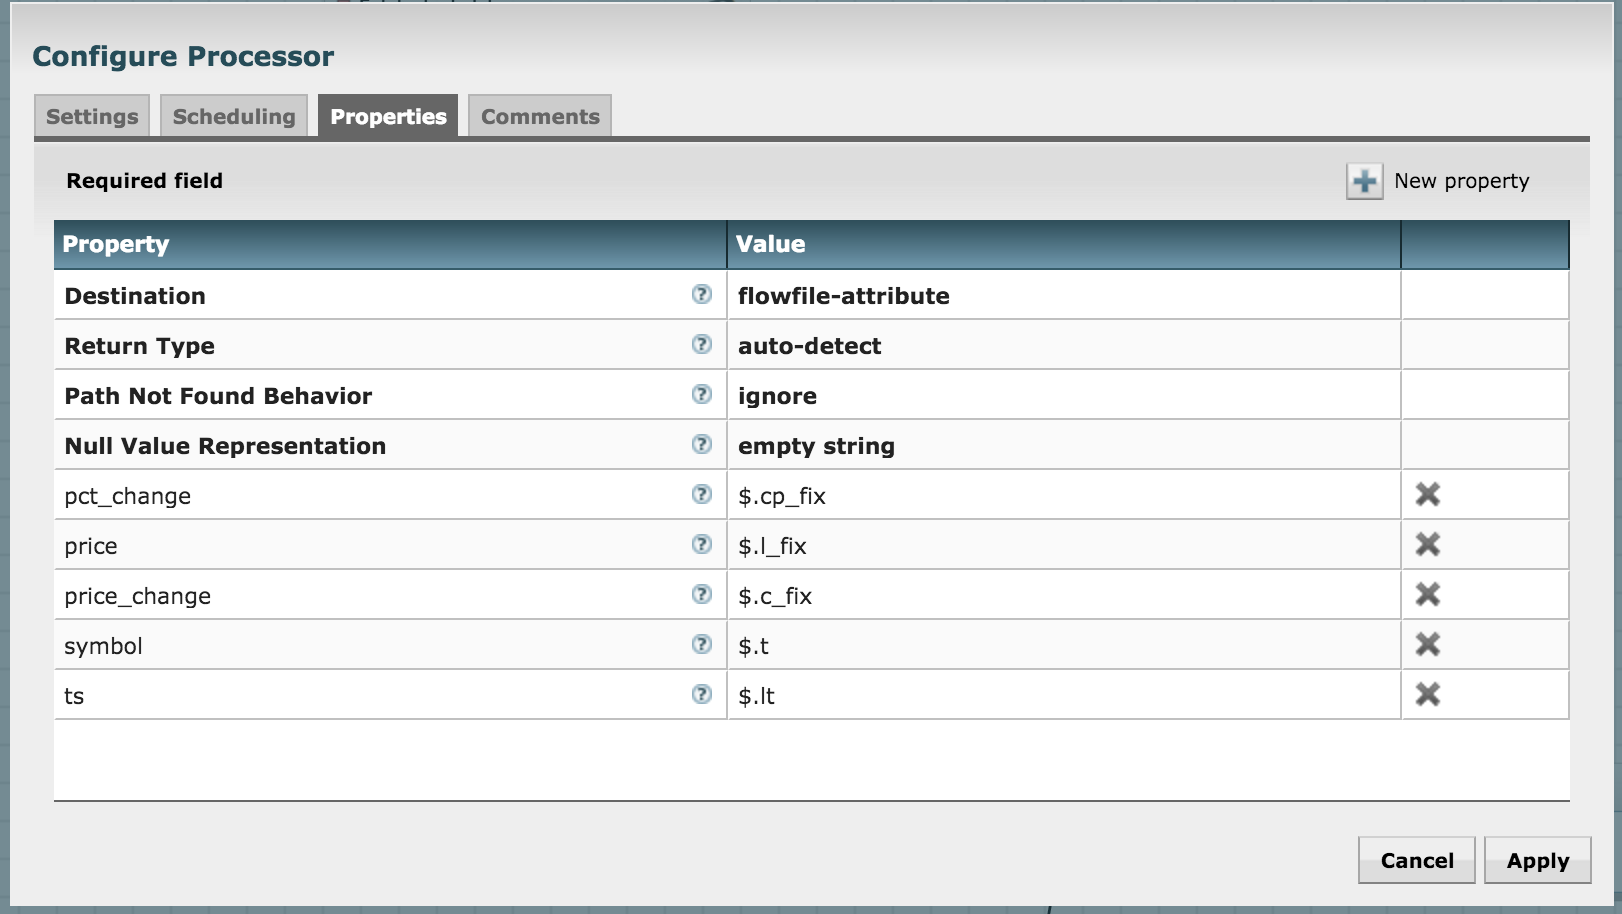 Configure Processor
Settings Scheduling Properties Comments
Required field New property
Property Value
Destination ? flowfile-attribute
Return Type ? auto-detect
Path Not Found Behavior ? ignore
Null Value Representation ? empty string
pct_change ? $.cp_fix
price ? $.l_fix
price_change ? $.c_fix
symbol ? $.t
ts ? $.lt
Cancel Apply